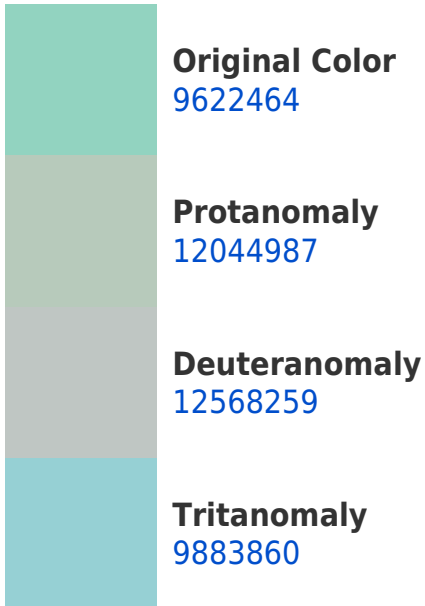 Original Color
9622464
Protanomaly
12044987
Deuteranomaly
12568259
Tritanomaly
9883860